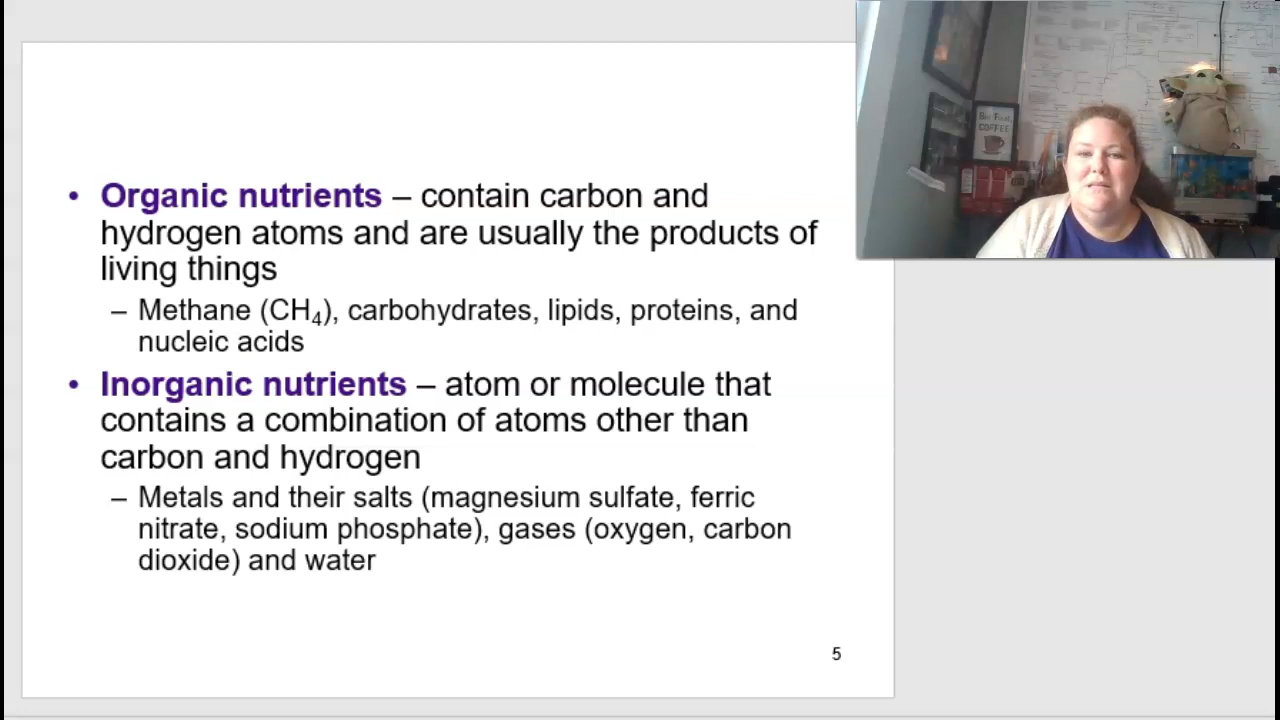 • Organic nutrients – contain carbon and
hydrogen atoms and are usually the products of
living things
– Methane (CH₄), carbohydrates, lipids, proteins, and
nucleic acids
• Inorganic nutrients – atom or molecule that
contains a combination of atoms other than
carbon and hydrogen
– Metals and their salts (magnesium sulfate, ferric
nitrate, sodium phosphate), gases (oxygen, carbon
dioxide) and water
5
COFFEE